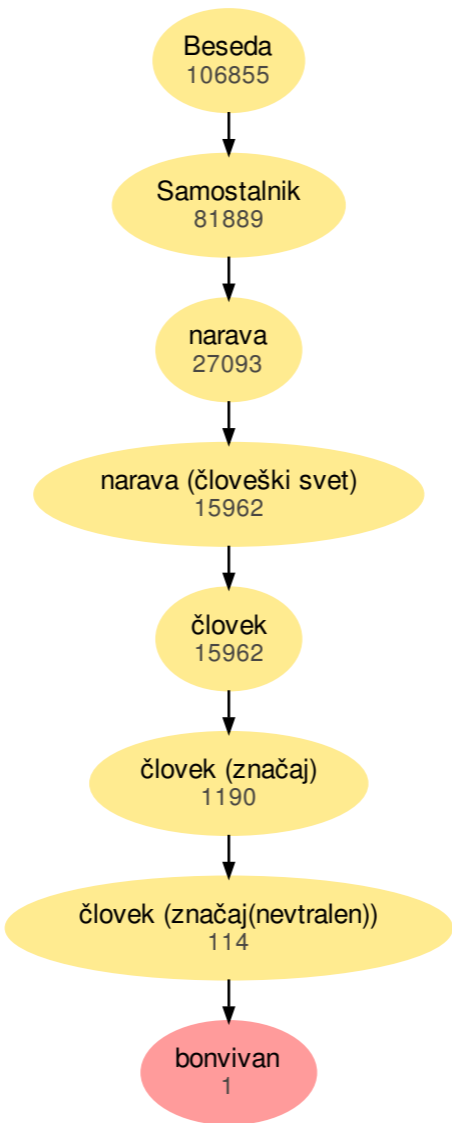 Beseda
106855
Samostalnik
81889
narava
27093
narava (človeški svet)
15962
človek
15962
človek (značaj)
1190
človek (značaj(nevtralen))
114
bonvivan
1